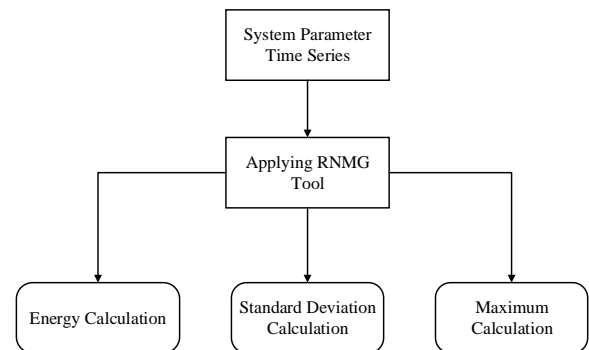 System Parameter
Time Series
Applying RNMG
Tool
Energy Calculation
Standard Deviation
Calculation
Maximum
Calculation